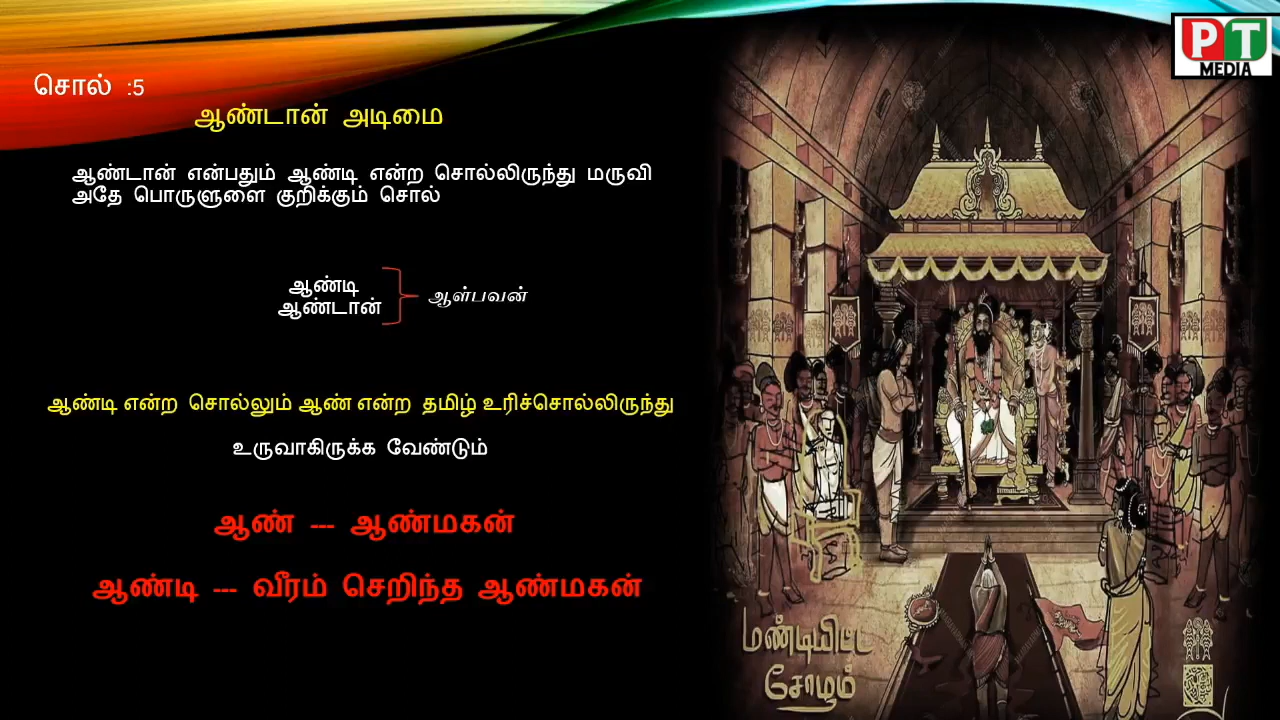 PT
MEDIA
சொல் :5
ஆண்டான் அடிமை
ஆண்டான் என்பதும் ஆண்டி என்ற சொல்லிருந்து மருவி
அதே பொருளுளை குறிக்கும் சொல்
ஆண்டி
ஆண்டான்
ஆள்பவன்
ஆண்டி என்ற சொல்லும் ஆண் என்ற தமிழ் உரிச்சொல்லிருந்து
உருவாகிருக்க வேண்டும்
ஆண் --- ஆண்மகன்
ஆண்டி --- வீரம் செறிந்த ஆண்மகன்
மண்டியிட்ட
சோழம்